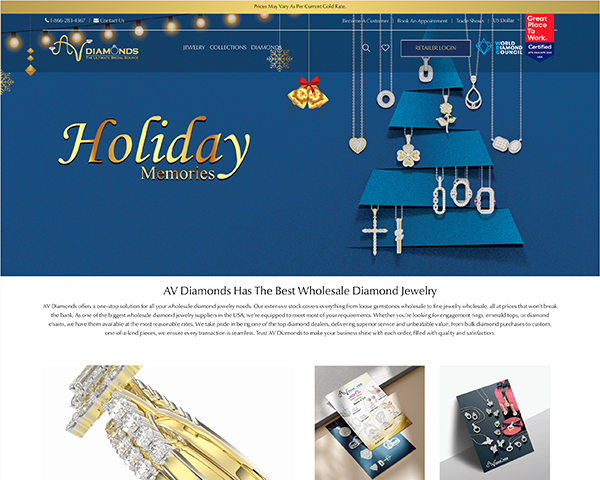 Prices May Vary As Per Current Gold Rate.
1-866-283-4367 | Contact Us
Become A Customer | Book An Appointment | Trade Shows | US Dollar
Great
Place
To
Work.
Certified
USA
AV DIAMONDS
THE ULTIMATE BRIDAL SOURCE
JEWELRY COLLECTIONS DIAMONDS
RETAILER LOGIN
WORLD
DIAMOND
COUNCIL
Holiday
Memories
AV Diamonds Has The Best Wholesale Diamond Jewelry
AV Diamonds offers a one-stop solution for all your wholesale diamond jewelry needs. Our extensive stock covers everything from loose gemstones wholesale to fine jewelry wholesale, all at prices that won't break
the bank. As one of the biggest wholesale diamond jewelry suppliers in the USA, we're equipped to meet most of your requirements. Whether you're looking for engagement rings, emerald tops, or diamond
chains, we have them available at the most reasonable rates. We take pride in being one of the top diamond dealers, delivering superior service and unbeatable value. From bulk diamond purchases to custom,
one-of-a-kind pieces, we ensure every transaction is seamless. Trust AV Diamonds to make your business shine with each order, filled with quality and satisfaction.